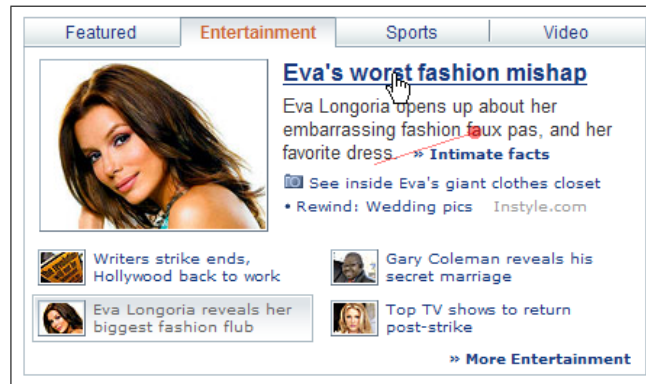 Featured Entertainment Sports Video
Eva's worst fashion mishap
Eva Longoria opens up about her
embarrassing fashion faux pas, and her
favorite dress. » Intimate facts
See inside Eva's giant clothes closet
• Rewind: Wedding pics Instyle.com
Writers strike ends,
Hollywood back to work
Gary Coleman reveals his
secret marriage
Eva Longoria reveals her
biggest fashion flub
Top TV shows to return
post-strike
» More Entertainment